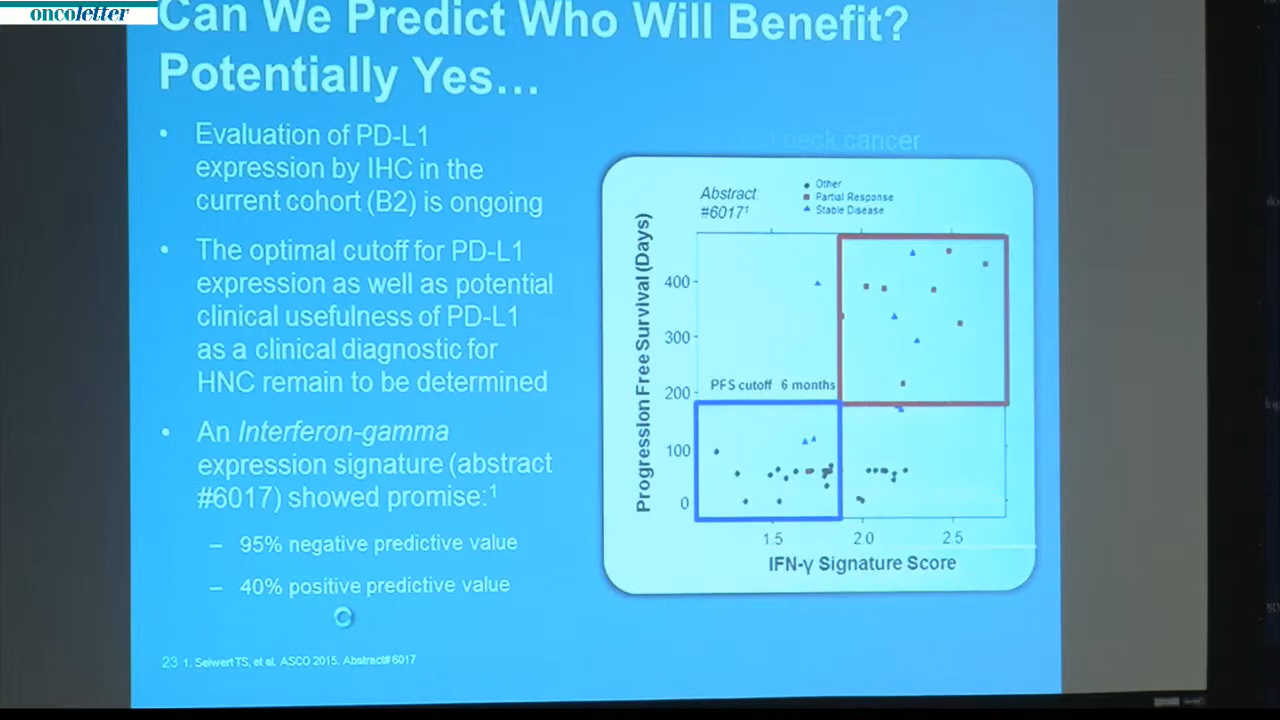 oncoletter
Can We Predict Who Will Benefit?
Potentially Yes…
• Evaluation of PD-L1
expression by IHC in the
current cohort (B2) is ongoing
• The optimal cutoff for PD-L1
expression as well as potential
clinical usefulness of PD-L1
as a clinical diagnostic for
HNC remain to be determined
• An Interferon-gamma
expression signature (abstract
#6017) showed promise:1
– 95% negative predictive value
– 40% positive predictive value
23 1. Seiwert TS, et al. ASCO 2015. Abstract# 6017
neck cancer
Abstract
#6017¹
Other
Partial Response
Stable Disease
Progression Free Survival (Days)
400
300
200
100
0
PFS cutoff 6 months
1.5 2.0 2.5
IFN-γ Signature Score